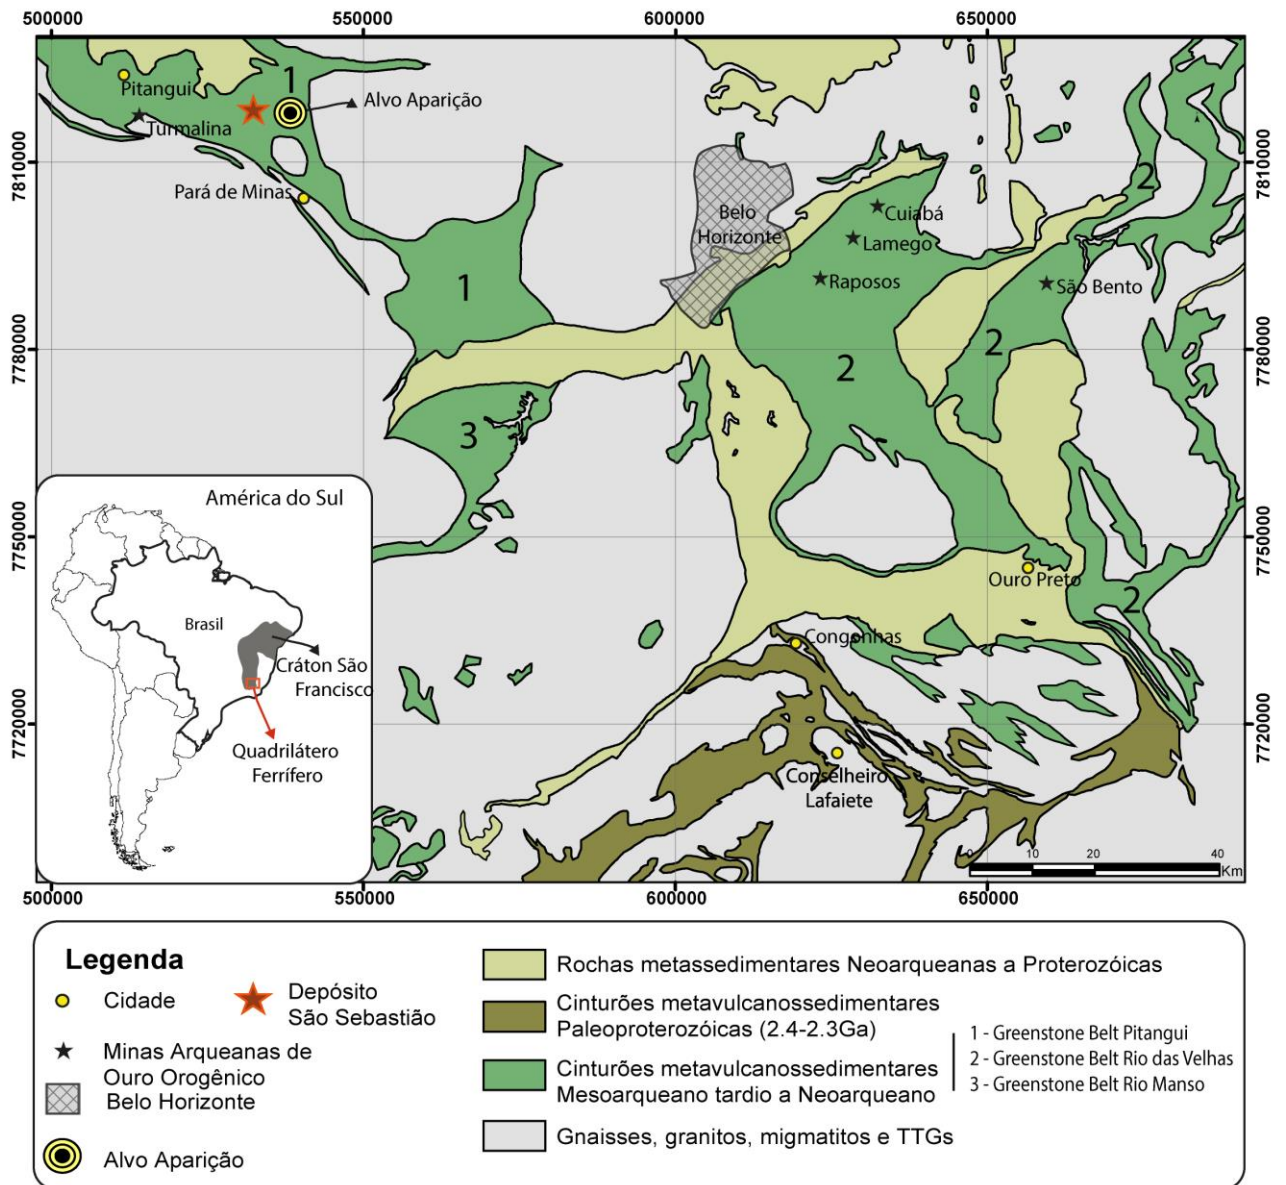 500000
550000
600000
650000
Pitangui
1
Alvo Aparição
Turmalina
7810000
7810000
Pará de Minas
2
Belo
Horizonte
Cuiabá
Lamego
Raposos
São Bento
1
2
7780000
7780000
2
3
América do Sul
7750000
7750000
Ouro Preto
2
Brasil
Congonhas
Cráton São
Francisco
Quadrilátero
Ferrífero
7720000
7720000
Conselheiro
Lafaiete
0
10
20
40
Km
500000
550000
600000
650000
Legenda
Cidade
Depósito
São Sebastião
Minas Arqueanas de
Ouro Orogênico
Belo Horizonte
Alvo Aparição
Rochas metassedimentares Neoarqueanas a Proterozóicas
Cinturões metavulcanossedimentares
Paleoproterozóicas (2.4-2.3Ga)
Cinturões metavulcanossedimentares
Mesoarqueano tardio a Neoarqueano
1 - Greenstone Belt Pitangui
2 - Greenstone Belt Rio das Velhas
3 - Greenstone Belt Rio Manso
Gnaisses, granitos, migmatitos e TTGs